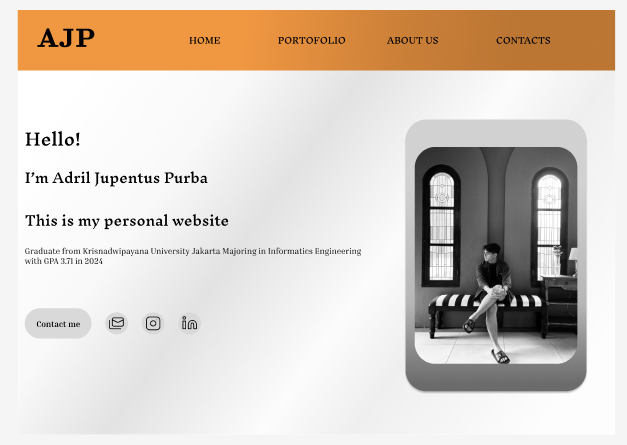 AJP
HOME
PORTOFOLIO
ABOUT US
CONTACTS
Hello!
I'm Adril Jupentus Purba
This is my personal website
Graduate from Krisnadwipayana University Jakarta Majoring in Informatics Engineering
with GPA 3.71 in 2024
Contact me
in